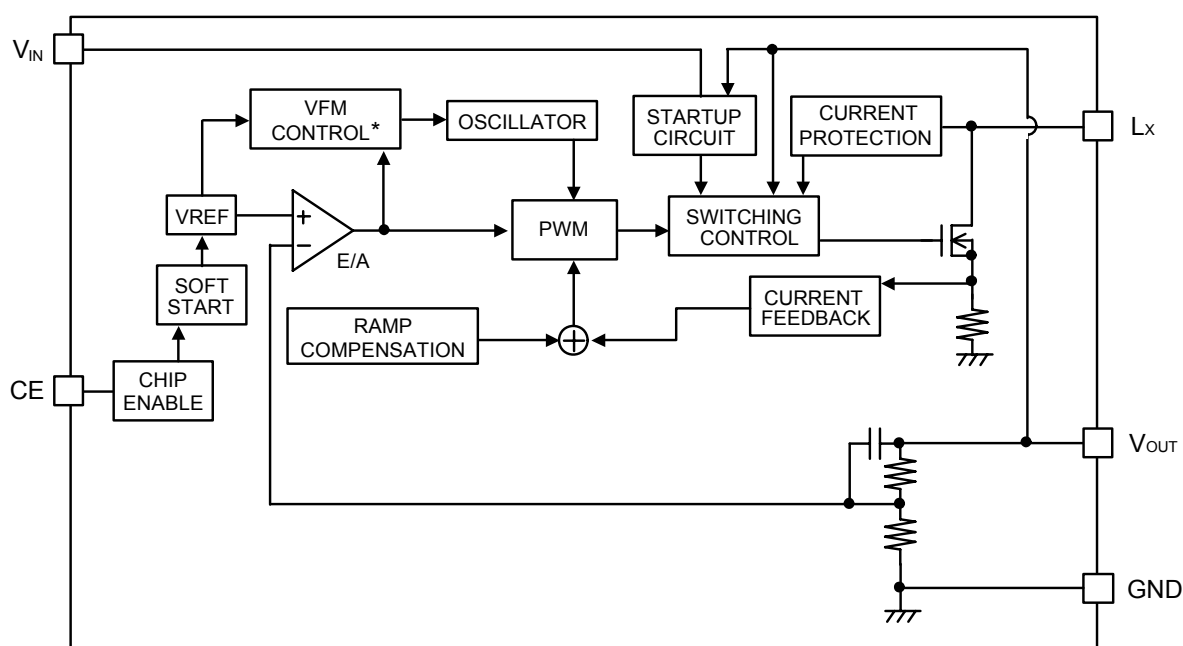 VIN
VFM
CONTROL*
OSCILLATOR
STARTUP
CIRCUIT
CURRENT
PROTECTION
LX
VREF
+
−
E/A
PWM
SWITCHING
CONTROL
SOFT
START
RAMP
COMPENSATION
CURRENT
FEEDBACK
CE
CHIP
ENABLE
VOUT
GND